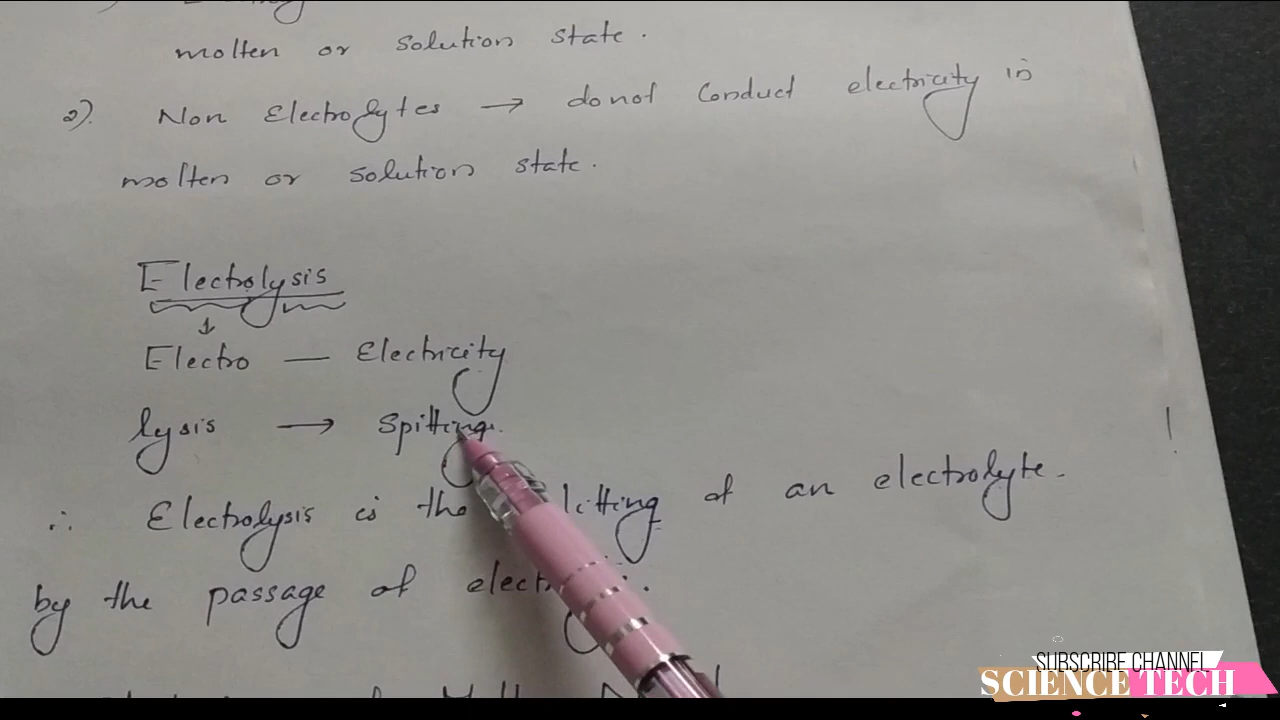 molten or solution state.
2). Non Electrolytes → donot conduct electricity in
molten or solution state.
Electrolysis
↓
Electro — Electricity
lysis → Spitting.
∴ Electrolysis is the litting of an electrolyte.
by the passage of elect
SUBSCRIBE CHANNEL
SCIENCE TECH